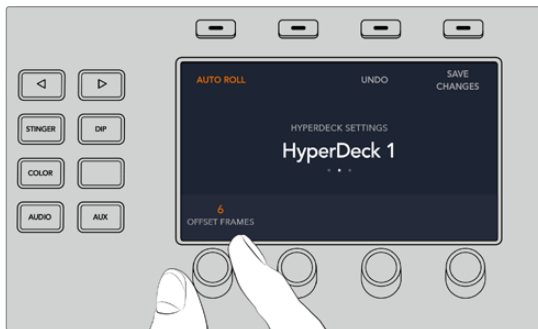 AUTO ROLL
UNDO
SAVE
CHANGES
HYPERDECK SETTINGS
HyperDeck 1
6
OFFSET FRAMES
STINGER
DIP
COLOR
AUDIO
AUX